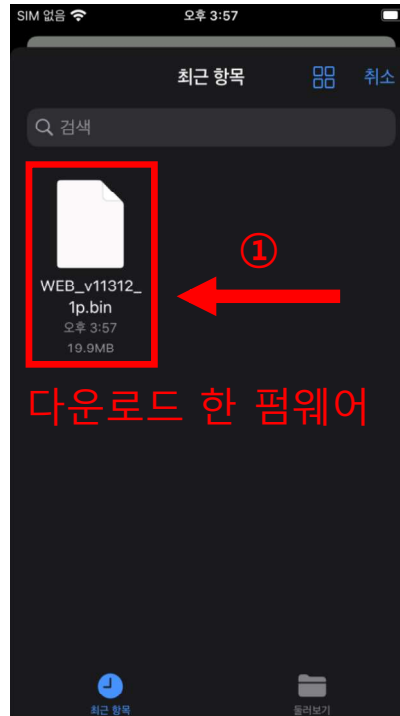 SIM 없음 오후 3:57
최근 항목 취소
검색
①
WEB_v11312_
1p.bin
오후 3:57
19.9MB
다운로드 한 펌웨어
최근 항목 둘러보기